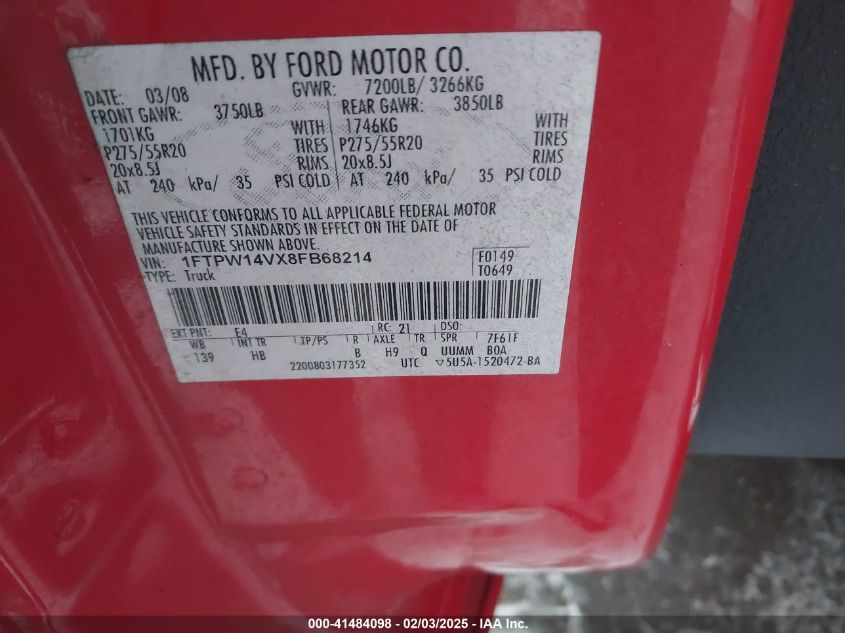 MFD. BY FORD MOTOR CO.
DATE: 03/08 GVWR: 7200LB/ 3266KG
FRONT GAWR: 3750LB REAR GAWR: 3850LB
1701KG WITH 1746KG WITH
P275/55R20 TIRES P275/55R20 TIRES
20x8.5J RIMS 20x8.5J RIMS
AT 240 kPa/ 35 PSI COLD AT 240 kPa/ 35 PSI COLD
THIS VEHICLE CONFORMS TO ALL APPLICABLE FEDERAL MOTOR
VEHICLE SAFETY STANDARDS IN EFFECT ON THE DATE OF
MANUFACTURE SHOWN ABOVE.
VIN: 1FTPW14VX8FB68214 F0149
TYPE: Truck T0649
EXT PNT: E4 RC: 21 DSO:
WB INT TR TP/PS R AXLE TR SPR 7F61F
139 HB B H9 Q UUMM BOA
2200803177352 UTC ▽5U5A-1520472-BA
000-41484098 - 02/03/2025 - IAA Inc.